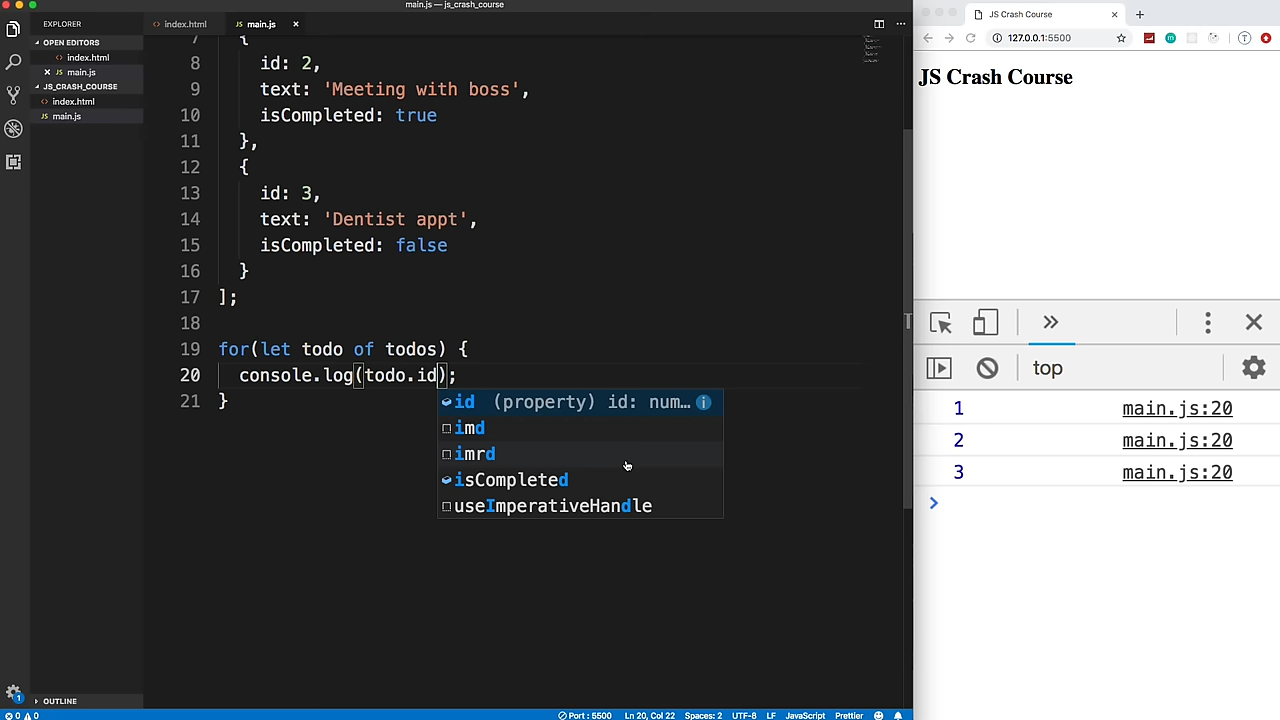 main.js — js_crash_course
EXPLORER
OPEN EDITORS
index.html
main.js
JS_CRASH_COURSE
index.html
main.js
OUTLINE
1
index.html
main.js
7 {
8 id: 2,
9 text: 'Meeting with boss',
10 isCompleted: true
11 },
12 {
13 id: 3,
14 text: 'Dentist appt',
15 isCompleted: false
16 }
17 ];
18
19 for(let todo of todos) {
20 console.log(todo.id);
21 }
id (property) id: num…
imd
imrd
isCompleted
useImperativeHandle
0 0 Port : 5500 Ln 20, Col 22 Spaces: 2 UTF-8 LF JavaScript Prettier
JS Crash Course
127.0.0.1:5500
JS Crash Course
top
1 main.js:20
2 main.js:20
3 main.js:20